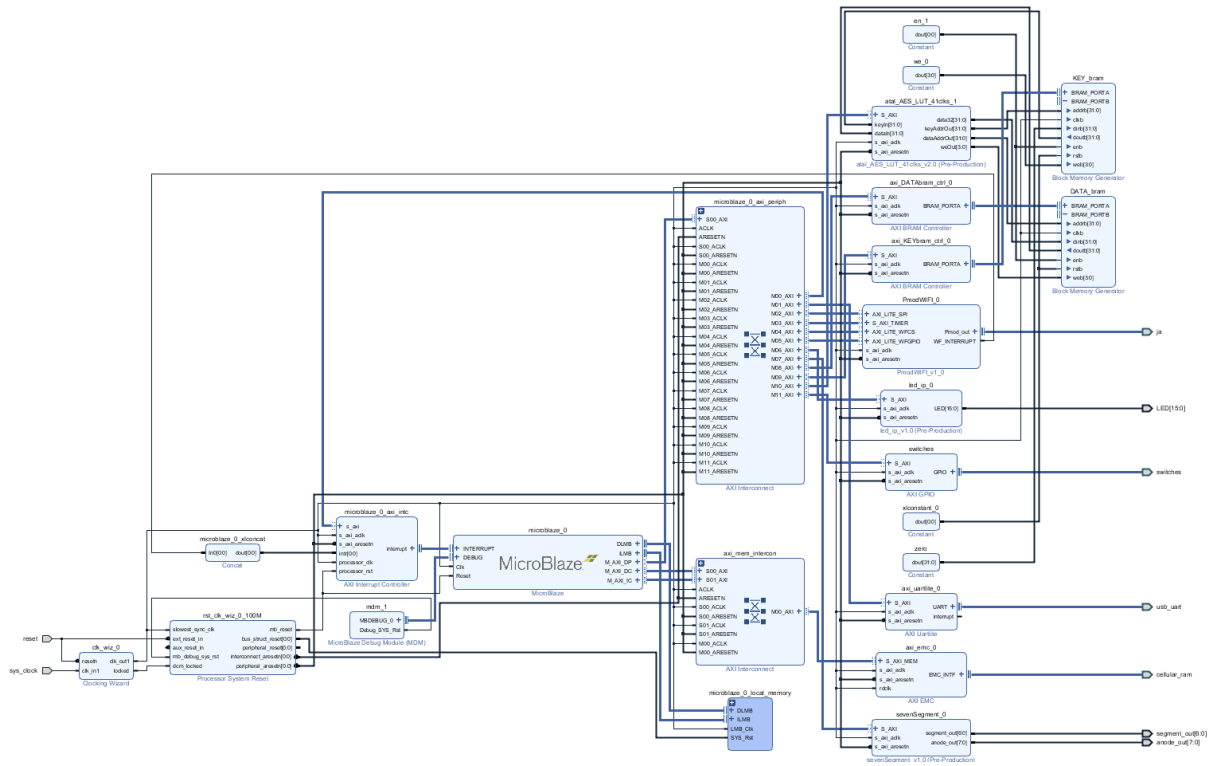 en_1
dout[0:0]
Constant
we_0
dout[3:0]
Constant
KEY_bram
BRAM_PORTA
BRAM_PORTB
addrb[31:0]
clkb
dinb[31:0]
doutb[31:0]
enb
rstb
web[3:0]
Block Memory Generator
atal_AES_LUT_41clks_1
S_AXI
keyIn[31:0]
dataIn[31:0]
s_axi_aclk
s_axi_aresetn
data32[31:0]
keyAddrOut[31:0]
dataAddrOut[31:0]
weOut[3:0]
atal_AES_LUT_41clks_v2.0 (Pre-Production)
axi_DATAbram_ctrl_0
S_AXI
s_axi_aclk
s_axi_aresetn
BRAM_PORTA
AXI BRAM Controller
DATA_bram
BRAM_PORTA
BRAM_PORTB
addrb[31:0]
clkb
dinb[31:0]
doutb[31:0]
enb
rstb
web[3:0]
Block Memory Generator
axi_KEYbram_ctrl_0
S_AXI
s_axi_aclk
s_axi_aresetn
BRAM_PORTA
AXI BRAM Controller
microblaze_0_axi_periph
S00_AXI
ACLK
ARESETN
S00_ACLK
S00_ARESETN
M00_ACLK
M00_ARESETN
M01_ACLK
M01_ARESETN
M02_ACLK
M02_ARESETN
M03_ACLK
M03_ARESETN
M04_ACLK
M04_ARESETN
M05_ACLK
M05_ARESETN
M06_ACLK
M06_ARESETN
M07_ACLK
M07_ARESETN
M08_ACLK
M08_ARESETN
M09_ACLK
M09_ARESETN
M10_ACLK
M10_ARESETN
M11_ACLK
M11_ARESETN
M00_AXI
M01_AXI
M02_AXI
M03_AXI
M04_AXI
M05_AXI
M06_AXI
M07_AXI
M08_AXI
M09_AXI
M10_AXI
M11_AXI
AXI Interconnect
PmodWIFI_0
AXI_LITE_SPI
S_AXI_TIMER
AXI_LITE_WFCS
AXI_LITE_WFGPIO
s_axi_aclk
s_axi_aresetn
Pmod_out
WF_INTERRUPT
PmodWIFI_v1_0
ja
led_ip_0
S_AXI
s_axi_aclk
s_axi_aresetn
LED[15:0]
led_ip_v1.0 (Pre-Production)
LED[15:0]
switches
S_AXI
s_axi_aclk
s_axi_aresetn
GPIO
AXI GPIO
switches
xlconstant_0
dout[0:0]
Constant
zero
dout[31:0]
Constant
microblaze_0_xlconcat
In0[0:0]
dout[0:0]
Concat
microblaze_0_axi_intc
s_axi
s_axi_aclk
s_axi_aresetn
intr[0:0]
processor_clk
processor_rst
interrupt
AXI Interrupt Controller
microblaze_0
INTERRUPT
DEBUG
Clk
Reset
MicroBlaze
DLMB
ILMB
M_AXI_DP
M_AXI_DC
M_AXI_IC
MicroBlaze
axi_mem_intercon
S00_AXI
S01_AXI
ACLK
ARESETN
S00_ACLK
S00_ARESETN
S01_ACLK
S01_ARESETN
M00_ACLK
M00_ARESETN
M00_AXI
AXI Interconnect
axi_uartlite_0
S_AXI
s_axi_aclk
s_axi_aresetn
UART
interrupt
AXI Uartlite
usb_uart
mdm_1
MBDEBUG_0
Debug_SYS_Rst
MicroBlaze Debug Module (MDM)
rst_clk_wiz_0_100M
slowest_sync_clk
ext_reset_in
aux_reset_in
mb_debug_sys_rst
dcm_locked
mb_reset
bus_struct_reset[0:0]
peripheral_reset[0:0]
interconnect_aresetn[0:0]
peripheral_aresetn[0:0]
Processor System Reset
reset
sys_clock
clk_wiz_0
resetn
clk_in1
clk_out1
locked
Clocking Wizard
axi_emc_0
S_AXI_MEM
s_axi_aclk
s_axi_aresetn
rdclk
EMC_INTF
AXI EMC
cellular_ram
microblaze_0_local_memory
DLMB
ILMB
LMB_Clk
SYS_Rst
sevenSegment_0
S_AXI
s_axi_aclk
s_axi_aresetn
segment_out[6:0]
anode_out[7:0]
sevenSegment_v1.0 (Pre-Production)
segment_out[6:0]
anode_out[7:0]